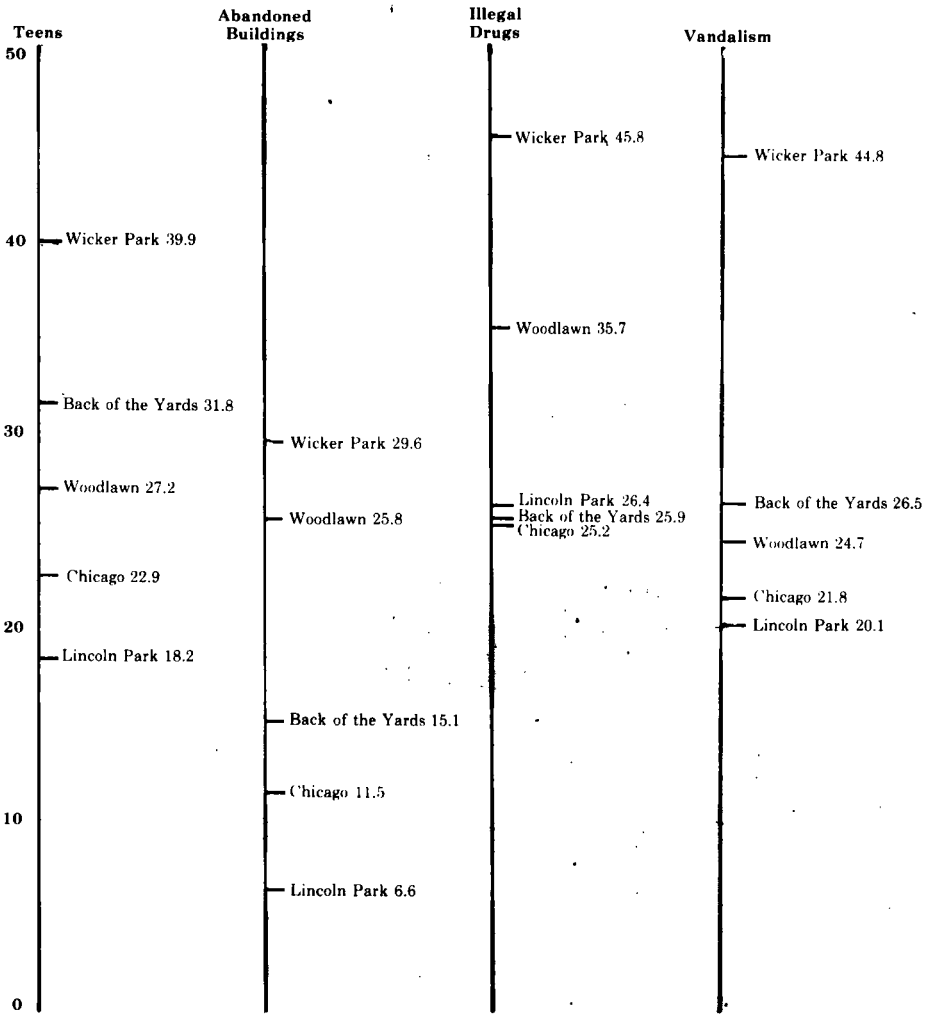 Teens
Abandoned
Buildings
Illegal
Drugs
Vandalism
50
40
30
20
10
0
Wicker Park 39.9
Back of the Yards 31.8
Woodlawn 27.2
Chicago 22.9
Lincoln Park 18.2
Wicker Park 29.6
Woodlawn 25.8
Back of the Yards 15.1
Chicago 11.5
Lincoln Park 6.6
Wicker Park 45.8
Woodlawn 35.7
Lincoln Park 26.4
Back of the Yards 25.9
Chicago 25.2
Wicker Park 44.8
Back of the Yards 26.5
Woodlawn 24.7
Chicago 21.8
Lincoln Park 20.1